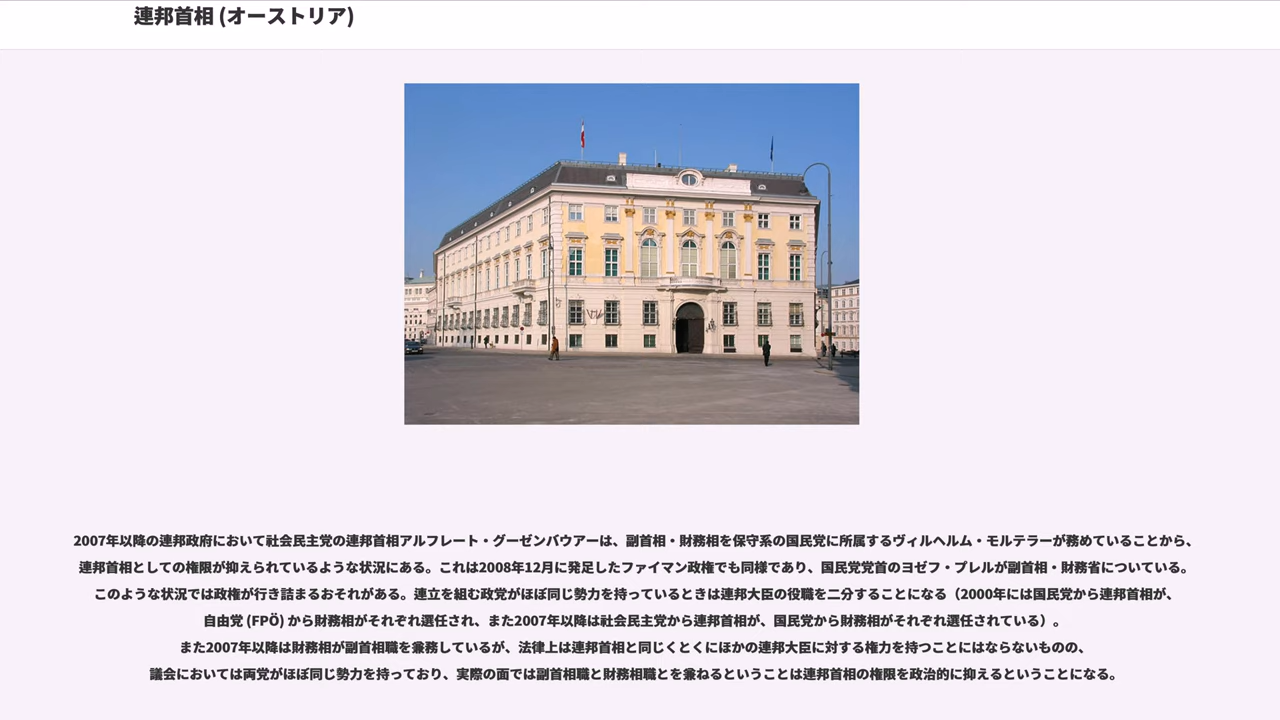 連邦首相 (オーストリア)
2007年以降の連邦政府において社会民主党の連邦首相アルフレート・グーゼンバウアーは、副首相・財務相を保守系の国民党に所属するヴィルヘルム・モルテラーが務めていることから、
連邦首相としての権限が抑えられているような状況にある。これは2008年12月に発足したファイマン政権でも同様であり、国民党党首のヨゼフ・プレルが副首相・財務省についている。
このような状況では政権が行き詰まるおそれがある。連立を組む政党がほぼ同じ勢力を持っているときは連邦大臣の役職を二分することになる（2000年には国民党から連邦首相が、
自由党 (FPÖ) から財務相がそれぞれ選任され、また2007年以降は社会民主党から連邦首相が、国民党から財務相がそれぞれ選任されている）。
また2007年以降は財務相が副首相職を兼務しているが、法律上は連邦首相と同じくとくにほかの連邦大臣に対する権力を持つことにはならないものの、
議会においては両党がほぼ同じ勢力を持っており、実際の面では副首相職と財務相職とを兼ねるということは連邦首相の権限を政治的に抑えるということになる。